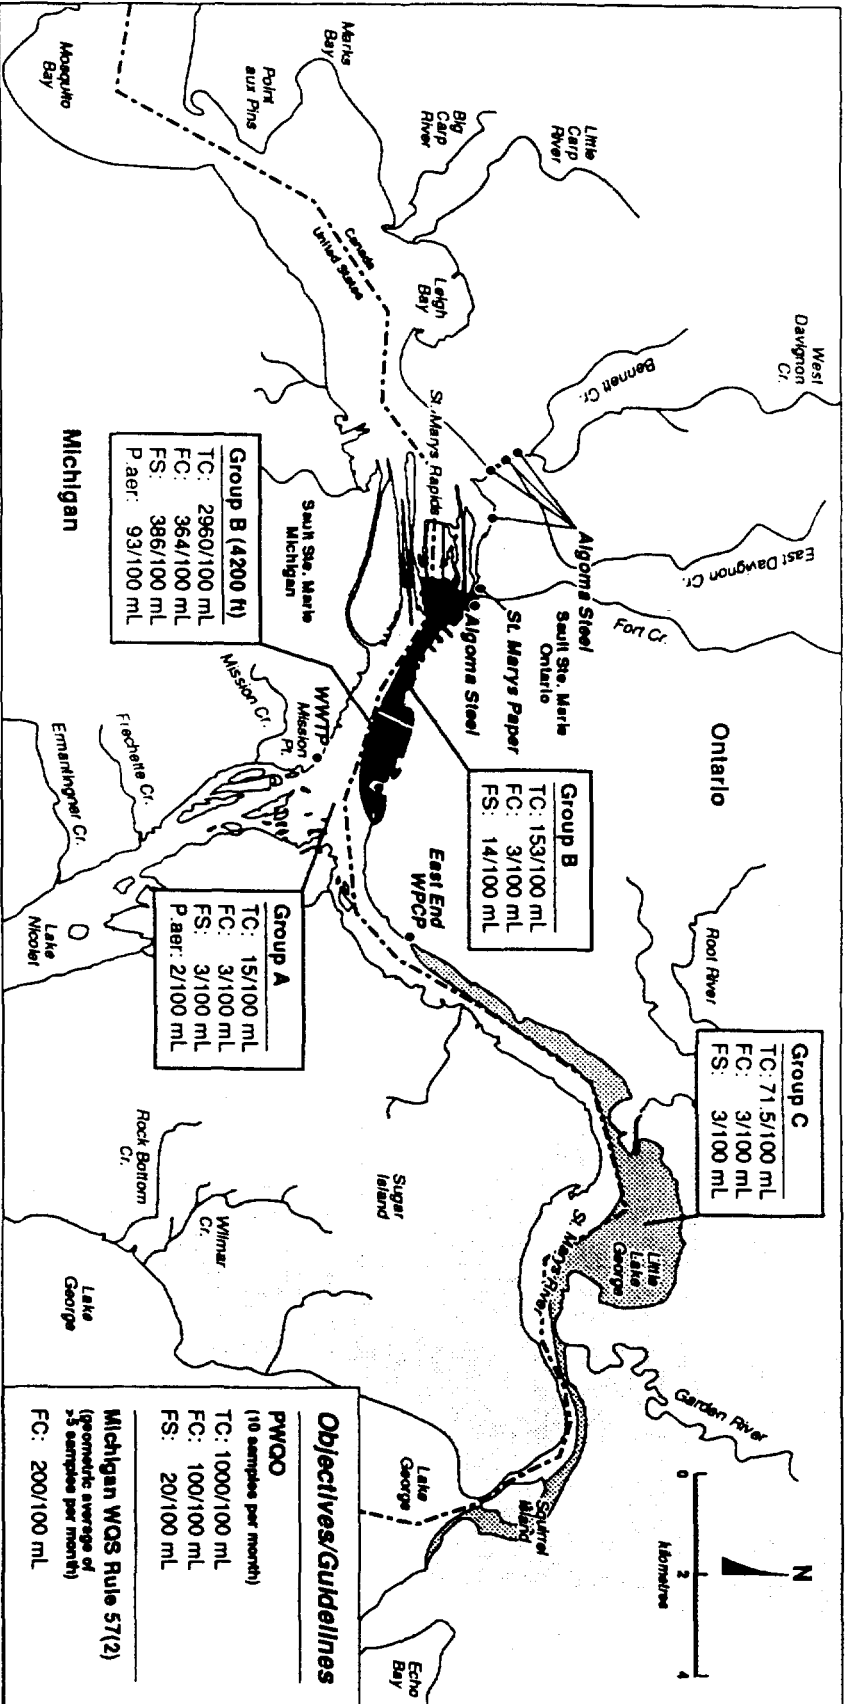 Mosquito
Bay
Point
aux Pins
Marks
Bay
Big
Carp
River
Little
Carp
River
Canada
United States
Leigh
Bay
West
Davignon
Cr.
Bennett Cr.
East Davignon Cr.
Fort Cr.
St. Marys Rapids
Algoma Steel
Sault Ste. Marie
Ontario
St. Marys Paper
Algoma Steel
Ontario
Michigan
Sault Ste. Marie
Michigan
Group B (4200 ft)
TC: 2960/100 mL
FC: 364/100 mL
FS: 386/100 mL
P.aer: 93/100 mL
Group B
TC: 153/100 mL
FC: 3/100 mL
FS: 14/100 mL
WWTP
Mission
Pt.
Mission Cr.
Frechette Cr.
Ermantinger Cr.
Lake
Nicolet
East End
WPCP
Group A
TC: 15/100 mL
FC: 3/100 mL
FS: 3/100 mL
P.aer: 2/100 mL
Root River
Group C
TC: 71.5/100 mL
FC: 3/100 mL
FS: 3/100 mL
Sugar
Island
Rock Bottom
Cr.
Wilmar
Cr.
Lake
George
St. Marys River
Little
Lake
George
Garden River
Squirrel
Island
Lake
George
Echo
Bay
N
0 2 4
kilometres
Objectives/Guidelines
PWQO
(10 samples per month)
TC: 1000/100 mL
FC: 100/100 mL
FS: 20/100 mL
Michigan WQS Rule 57(2)
(geometric average of
>5 samples per month)
FC: 200/100 mL